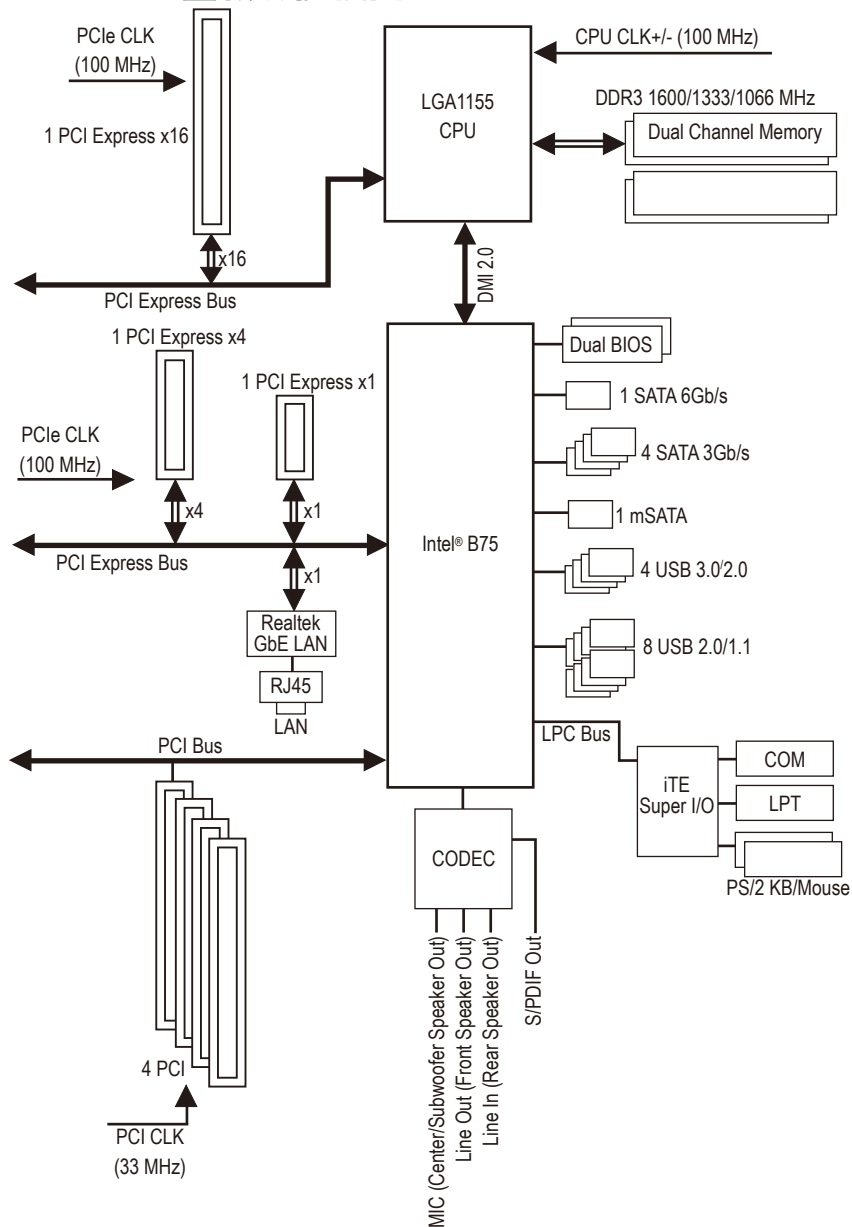 PCIe CLK
(100 MHz)
1 PCI Express x16
x16
PCI Express Bus
LGA1155
CPU
CPU CLK+/- (100 MHz)
DDR3 1600/1333/1066 MHz
Dual Channel Memory
DMI 2.0
1 PCI Express x4
1 PCI Express x1
PCIe CLK
(100 MHz)
x4
x1
PCI Express Bus
x1
Realtek
GbE LAN
RJ45
LAN
Intel® B75
Dual BIOS
1 SATA 6Gb/s
4 SATA 3Gb/s
1 mSATA
4 USB 3.0/2.0
8 USB 2.0/1.1
LPC Bus
iTE
Super I/O
COM
LPT
PS/2 KB/Mouse
PCI Bus
4 PCI
PCI CLK
(33 MHz)
CODEC
MIC (Center/Subwoofer Speaker Out)
Line Out (Front Speaker Out)
Line In (Rear Speaker Out)
S/PDIF Out